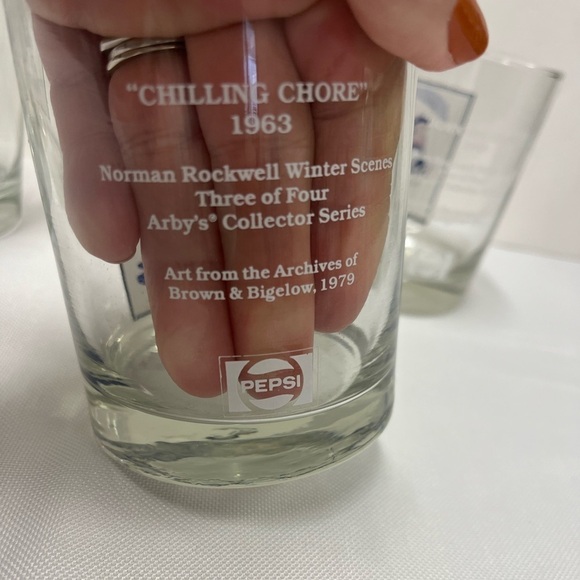 "CHILLING CHORE"
1963
Norman Rockwell Winter Scenes
Three of Four
Arby's® Collector Series
Art from the Archives of
Brown & Bigelow, 1979
PEPSI